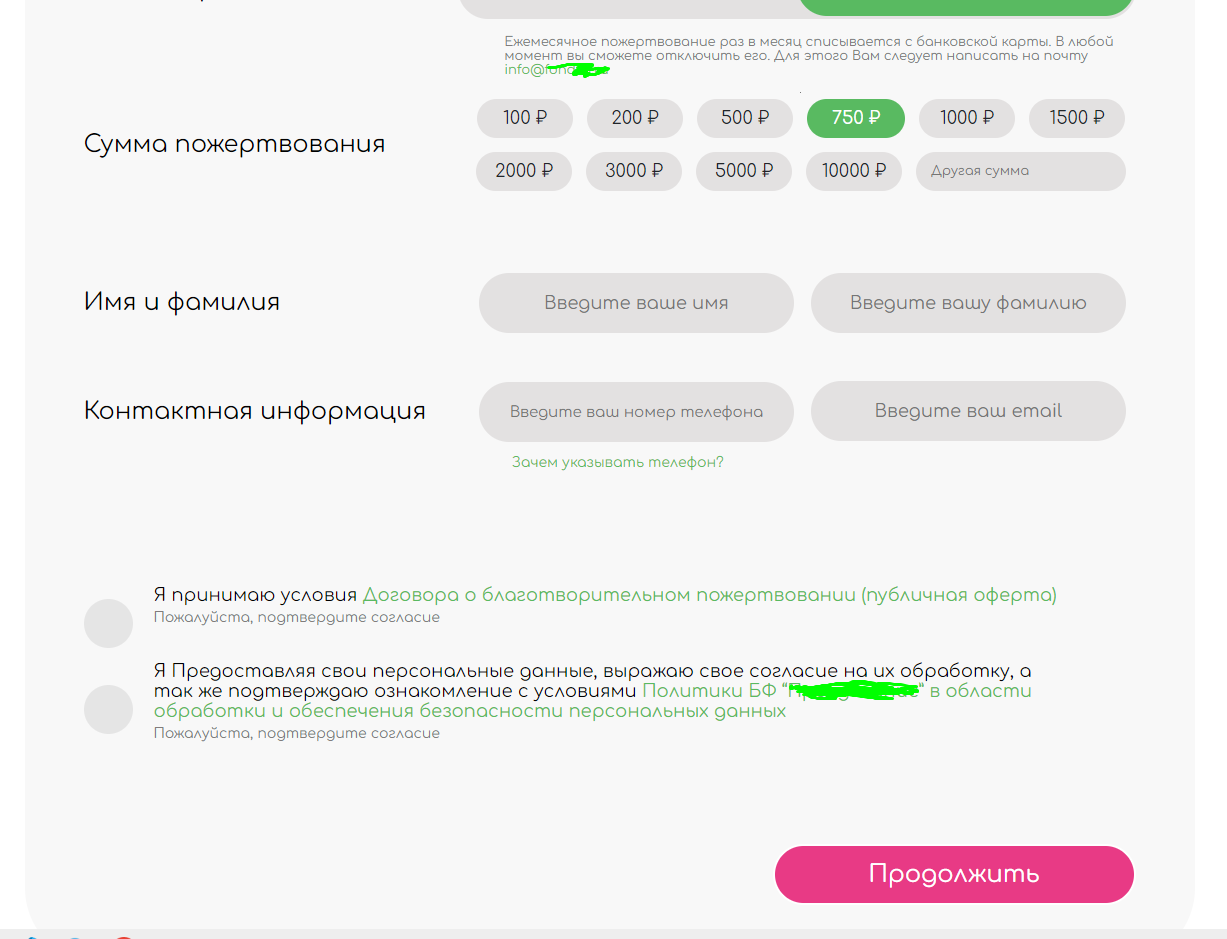 Ежемесячное пожертвование раз в месяц списывается с банковской карты. В любой
момент вы сможете отключить его. Для этого Вам следует написать на почту
info@
100 ₽ 200 ₽ 500 ₽ 750 ₽ 1000 ₽ 1500 ₽
Сумма пожертвования
2000 ₽ 3000 ₽ 5000 ₽ 10000 ₽ Другая сумма
Имя и фамилия Введите ваше имя Введите вашу фамилию
Контактная информация Введите ваш номер телефона Введите ваш email
Зачем указывать телефон?
Я принимаю условия Договора о благотворительном пожертвовании (публичная оферта)
Пожалуйста, подтвердите согласие
Я Предоставляя свои персональные данные, выражаю свое согласие на их обработку, а
так же подтверждаю ознакомление с условиями Политики БФ “ ” в области
обработки и обеспечения безопасности персональных данных
Пожалуйста, подтвердите согласие
Продолжить